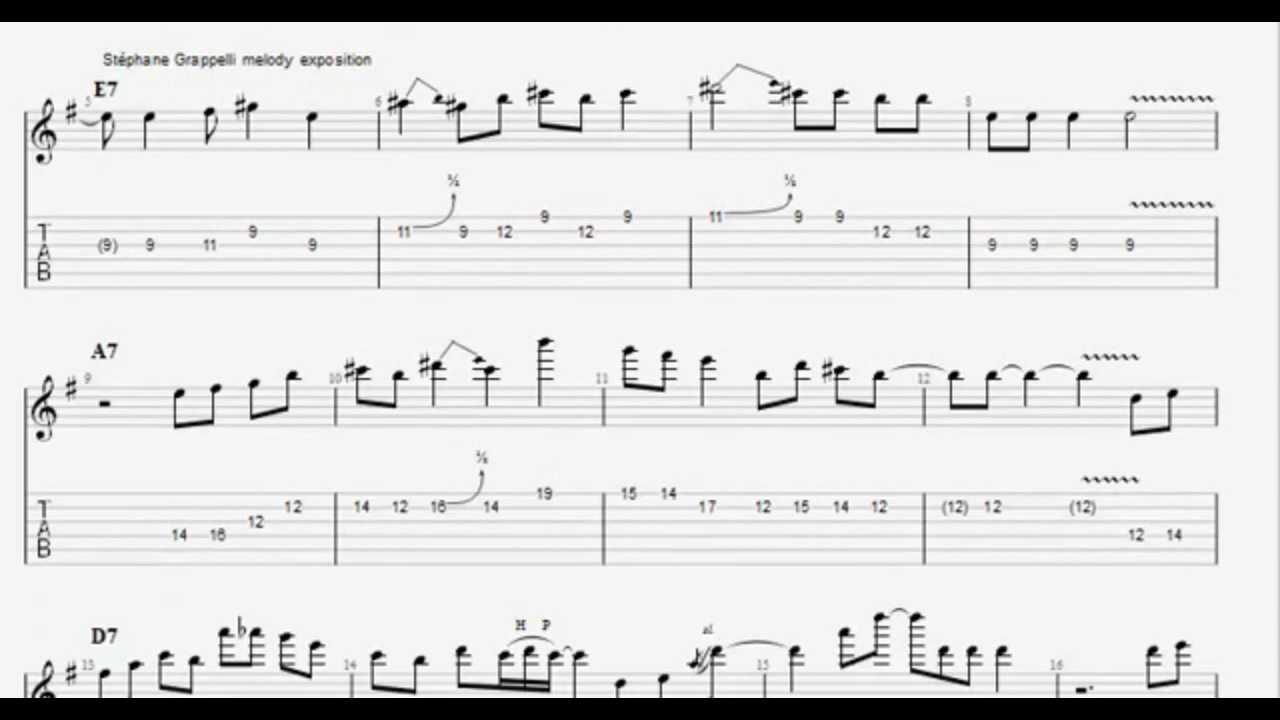 Stéphane Grappelli melody exposition
E7
5 6 7 8
½ ½
T A B
(9) 9 11 9 9 11 9 12 9 12 9 11 9 9 12 12 9 9 9 9
A7
9 10 11 12
½
T A B
14 16 12 12 14 12 16 14 19 15 14 17 12 15 14 12 (12) 12 (12) 12 14
D7
H P
sl
13 14 15 16